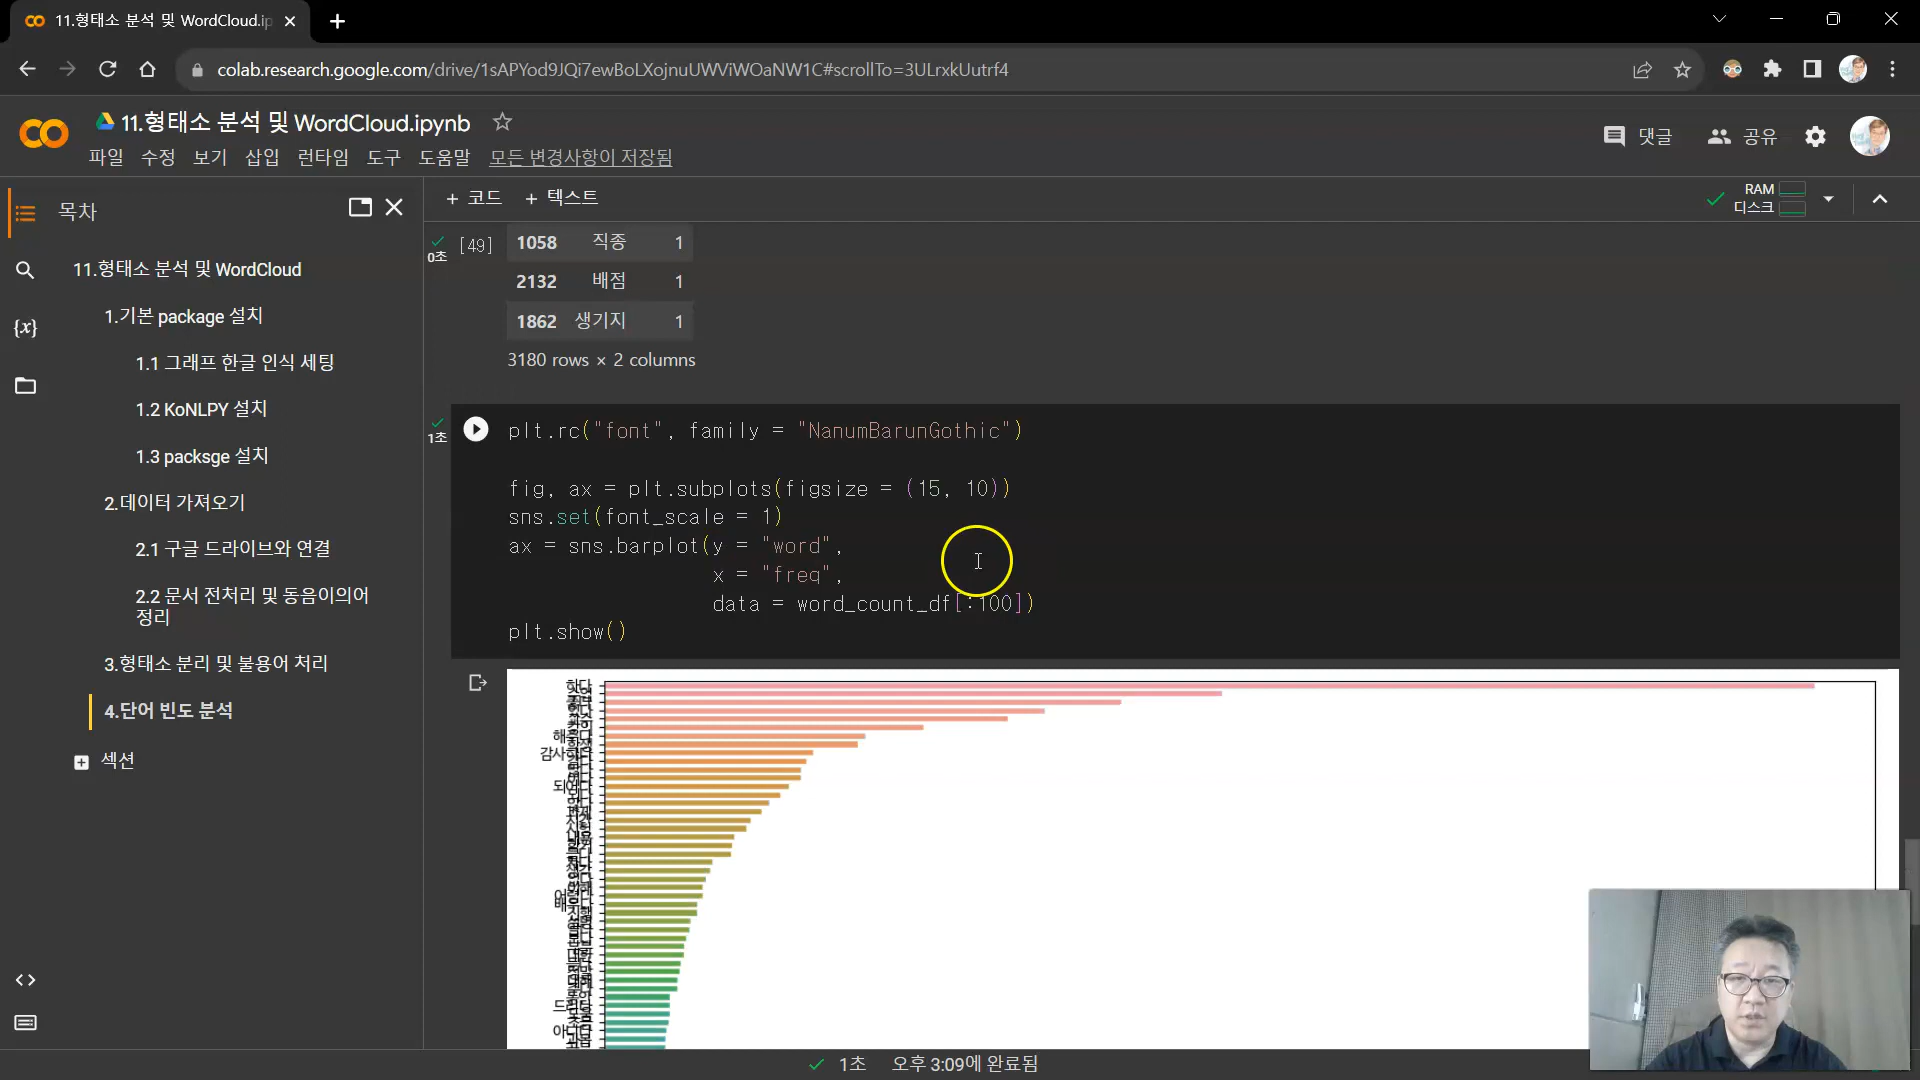 11.형태소 분석 및 WordCloud.ip
colab.research.google.com/drive/1sAPYod9JQi7ewBoLXojnuUWViWOaNW1C#scrollTo=3ULrxkUutrf4
11.형태소 분석 및 WordCloud.ipynb
댓글
공유
파일 수정 보기 삽입 런타임 도구 도움말 모든 변경사항이 저장됨
목차
+ 코드 + 텍스트
RAM
디스크
11.형태소 분석 및 WordCloud
1.기본 package 설치
1.1 그래프 한글 인식 세팅
1.2 KoNLPY 설치
1.3 packsge 설치
2.데이터 가져오기
2.1 구글 드라이브와 연결
2.2 문서 전처리 및 동음이의어
정리
3.형태소 분리 및 불용어 처리
4.단어 빈도 분석
섹션
{x}
0초 [49]
1058 직종 1
2132 배점 1
1862 생기지 1
3180 rows × 2 columns
1초
plt.rc("font", family = "NanumBarunGothic")
fig, ax = plt.subplots(figsize = (15, 10))
sns.set(font_scale = 1)
ax = sns.barplot(y = "word",
x = "freq",
data = word_count_df[:100])
plt.show()
1초 오후 3:09에 완료됨